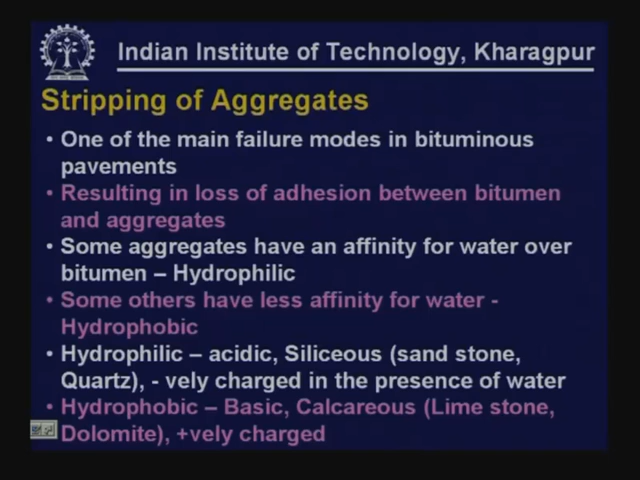 Indian Institute of Technology, Kharagpur
Stripping of Aggregates
• One of the main failure modes in bituminous
pavements
• Resulting in loss of adhesion between bitumen
and aggregates
• Some aggregates have an affinity for water over
bitumen – Hydrophilic
• Some others have less affinity for water -
Hydrophobic
• Hydrophilic – acidic, Siliceous (sand stone,
Quartz), - vely charged in the presence of water
• Hydrophobic – Basic, Calcareous (Lime stone,
Dolomite), +vely charged